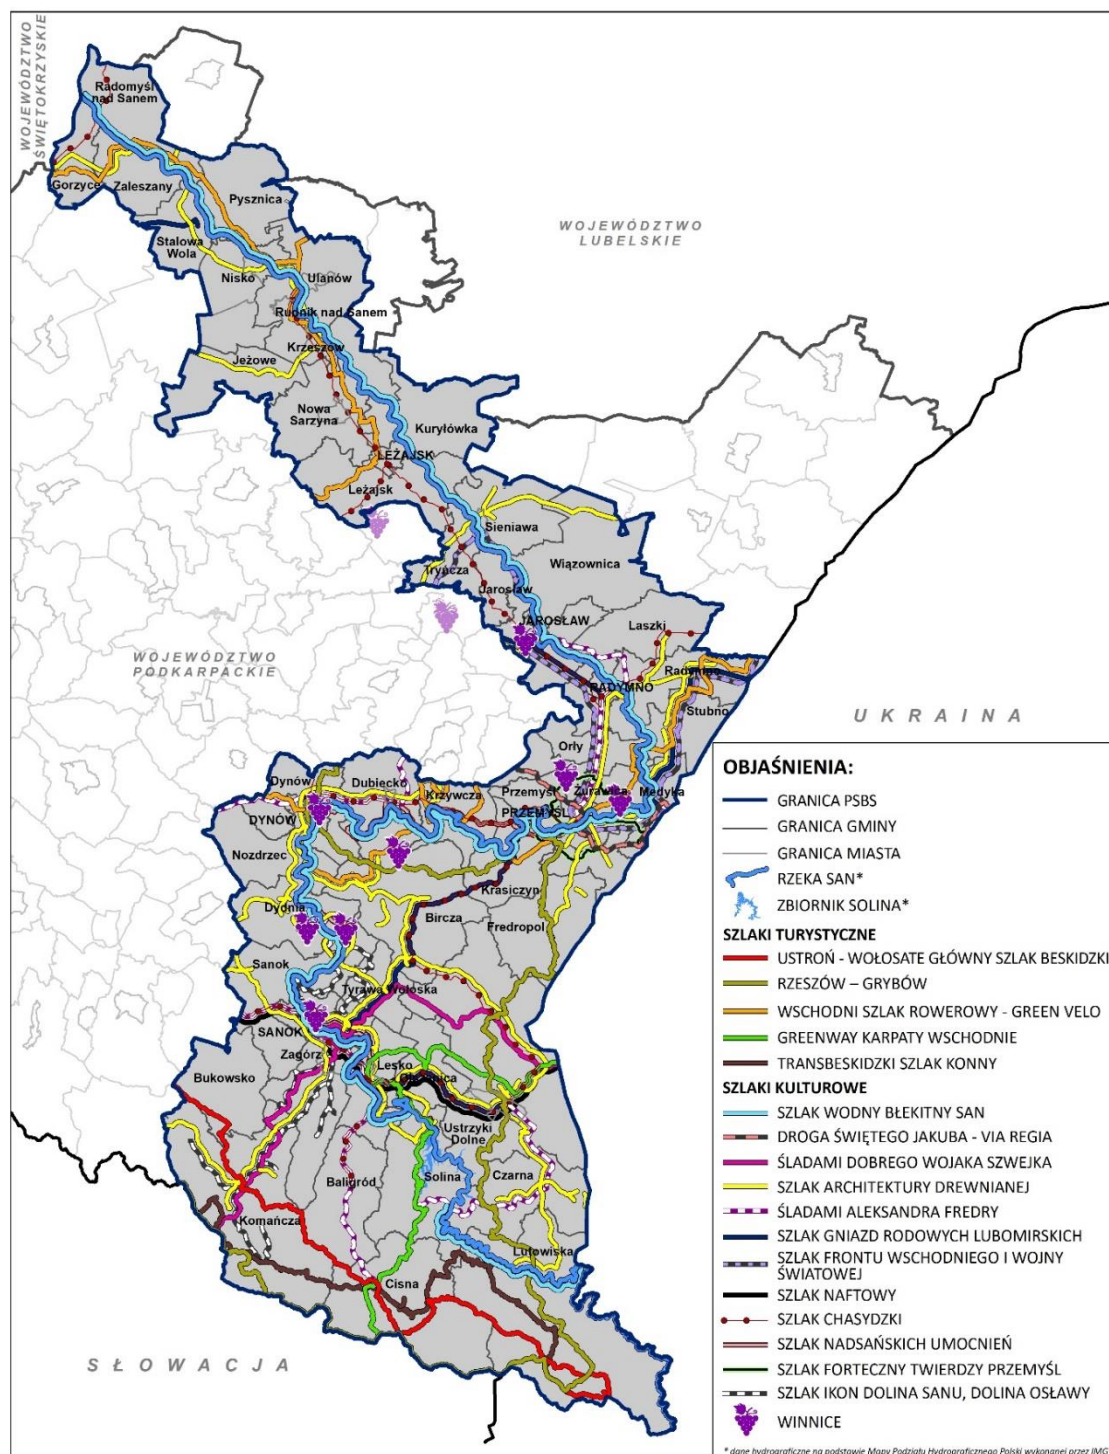 WOJEWÓDZTWO
ŚWIĘTOKRZYSKIE
Radomyśl
nad Sanem
Gorzyce
Zaleszany
Pysznica
WOJEWÓDZTWO
LUBELSKIE
Stalowa
Wola
Nisko
Ulanów
Rudnik nad Sanem
Krzeszów
Jeżowe
Nowa
Sarzyna
Kuryłówka
LEŻAJSK
Leżajsk
Sieniawa
Wiązownica
Tryńcza
Jarosław
JAROSŁAW
Laszki
WOJEWÓDZTWO
PODKARPACKIE
Radymno
RADYMNO
Stubno
UKRAINA
Orły
Dynów
Dubiecko
Krzywcza
Przemyśl
Żurawica
Medyka
DYNÓW
PRZEMYŚL
Nozdrzec
Krasiczyn
Dydnia
Bircza
Fredropol
Sanok
Tyrawa Wołoska
SANOK
Zagórz
Lesko
Olszanica
Bukowsko
Ustrzyki
Dolne
Baligród
Solina
Czarna
Komańcza
Lutowiska
Cisna
SŁOWACJA
OBJAŚNIENIA:
GRANICA PSBS
GRANICA GMINY
GRANICA MIASTA
RZEKA SAN*
ZBIORNIK SOLINA*
SZLAKI TURYSTYCZNE
USTROŃ - WOŁOSATE GŁÓWNY SZLAK BESKIDZKI
RZESZÓW – GRYBÓW
WSCHODNI SZLAK ROWEROWY - GREEN VELO
GREENWAY KARPATY WSCHODNIE
TRANSBESKIDZKI SZLAK KONNY
SZLAKI KULTUROWE
SZLAK WODNY BŁEKITNY SAN
DROGA ŚWIĘTEGO JAKUBA - VIA REGIA
ŚLADAMI DOBREGO WOJAKA SZWEJKA
SZLAK ARCHITEKTURY DREWNIANEJ
ŚLADAMI ALEKSANDRA FREDRY
SZLAK GNIAZD RODOWYCH LUBOMIRSKICH
SZLAK FRONTU WSCHODNIEGO I WOJNY
ŚWIATOWEJ
SZLAK NAFTOWY
SZLAK CHASYDZKI
SZLAK NADSAŃSKICH UMOCNIEŃ
SZLAK FORTECZNY TWIERDZY PRZEMYŚL
SZLAK IKON DOLINA SANU, DOLINA OSŁAWY
WINNICE
* dane hydrograficzne na podstawie Mapy Podziału Hydrograficznego Polski wykonanej przez IMG